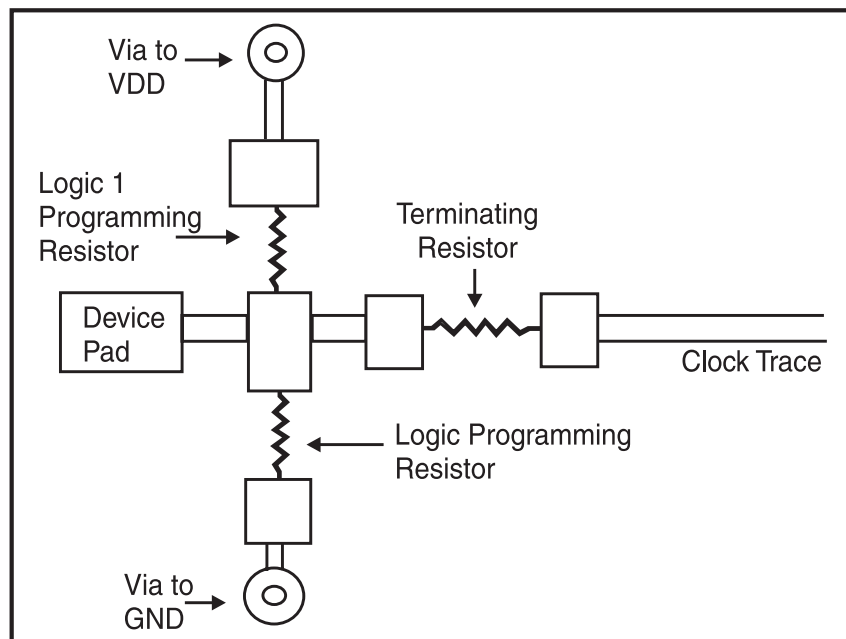 Via to
VDD
Logic 1
Programming
Resistor
Terminating
Resistor
Device
Pad
Clock Trace
Logic Programming
Resistor
Via to
GND